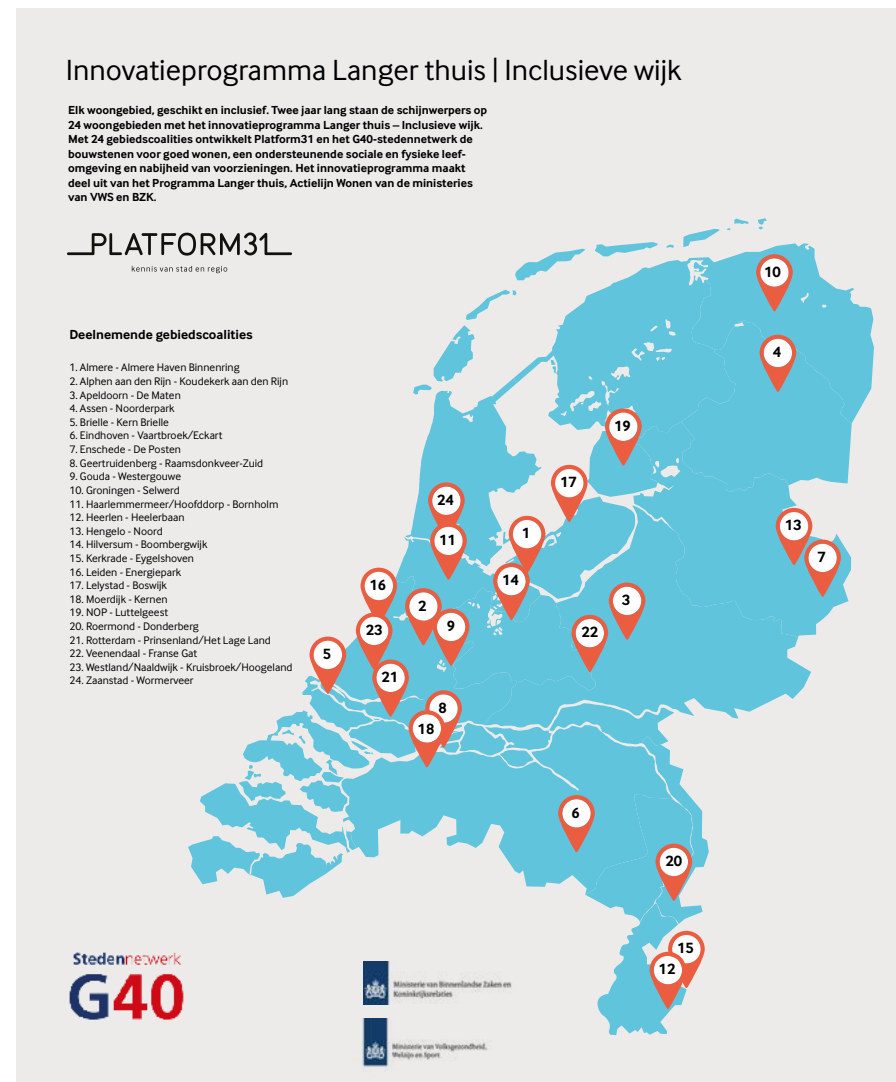 Innovatieprogramma Langer thuis | Inclusieve wijk
Elk woongebied, geschikt en inclusief. Twee jaar lang staan de schijnwerpers op
24 woongebieden met het innovatieprogramma Langer thuis – Inclusieve wijk.
Met 24 gebiedscoalities ontwikkelt Platform31 en het G40-stedennetwerk de
bouwstenen voor goed wonen, een ondersteunende sociale en fysieke leef-
omgeving en nabijheid van voorzieningen. Het innovatieprogramma maakt
deel uit van het Programma Langer thuis, Actielijn Wonen van de ministeries
van VWS en BZK.
PLATFORM31
kennis van stad en regio
Deelnemende gebiedscoalities
1. Almere - Almere Haven Binnenring
2. Alphen aan den Rijn - Koudekerk aan den Rijn
3. Apeldoorn - De Maten
4. Assen - Noorderpark
5. Brielle - Kern Brielle
6. Eindhoven - Vaartbroek/Eckart
7. Enschede - De Posten
8. Geertruidenberg - Raamsdonkveer-Zuid
9. Gouda - Westergouwe
10. Groningen - Selwerd
11. Haarlemmermeer/Hoofddorp - Bornholm
12. Heerlen - Heelerbaan
13. Hengelo - Noord
14. Hilversum - Boombergwijk
15. Kerkrade - Eygelshoven
16. Leiden - Energiepark
17. Lelystad - Boswijk
18. Moerdijk - Kernen
19. NOP - Luttelgeest
20. Roermond - Donderberg
21. Rotterdam - Prinsenland/Het Lage Land
22. Veenendaal - Franse Gat
23. Westland/Naaldwijk - Kruisbroek/Hoogeland
24. Zaanstad - Wormerveer
10
4
19
17
24
13
1
11
7
14
16
3
2
9
22
23
5
21
8
18
6
20
15
12
Stedennetwerk
G40
Ministerie van Binnenlandse Zaken en
Koninkrijksrelaties
Ministerie van Volksgezondheid,
Welzijn en Sport